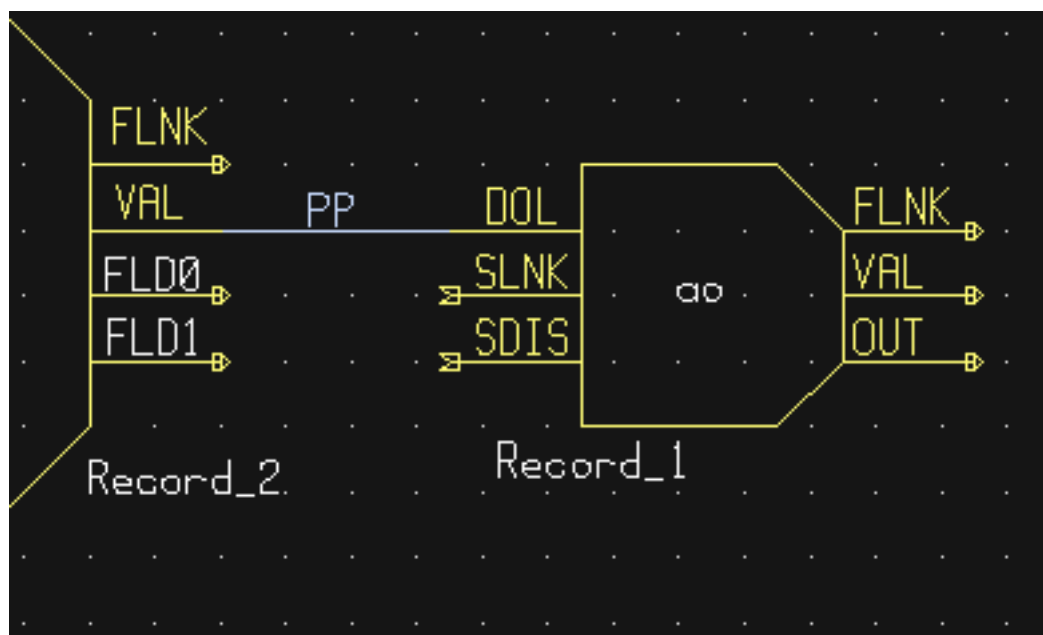 FLNK
VAL
PP
DOL
FLNK
FLD0
SLNK
ao
VAL
FLD1
SDIS
OUT
Record_2
Record_1